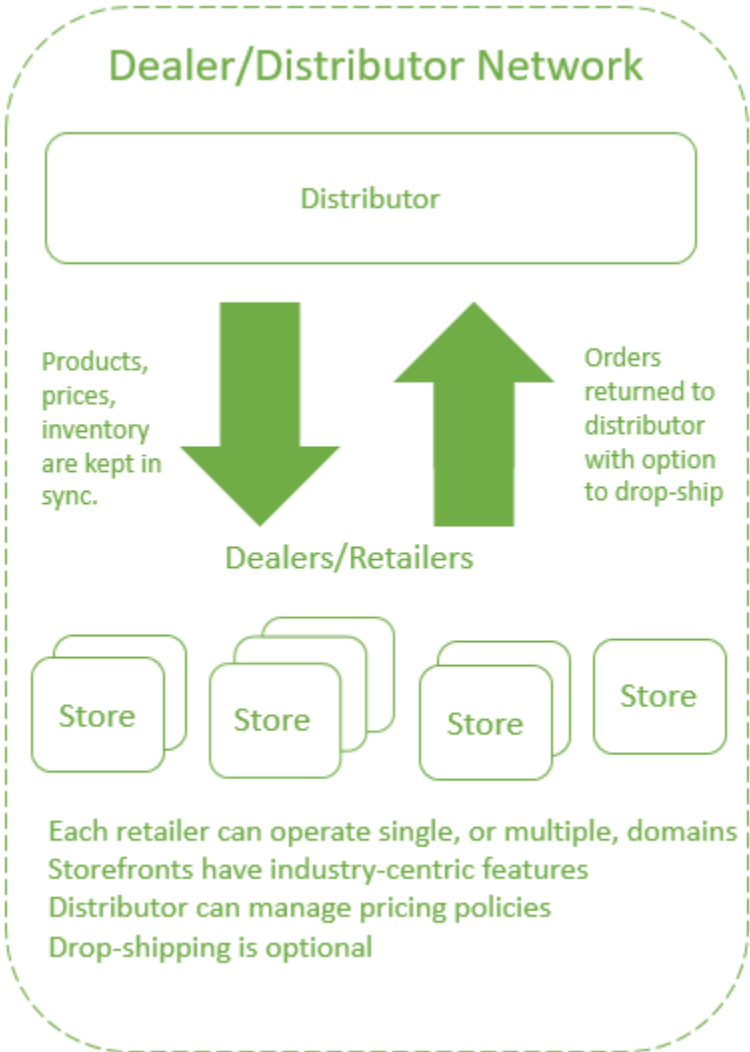 Dealer/Distributor Network
Distributor
Products,
prices,
inventory
are kept in
sync.
Orders
returned to
distributor
with option
to drop-ship
Dealers/Retailers
Store
Store
Store
Store
Each retailer can operate single, or multiple, domains
Storefronts have industry-centric features
Distributor can manage pricing policies
Drop-shipping is optional